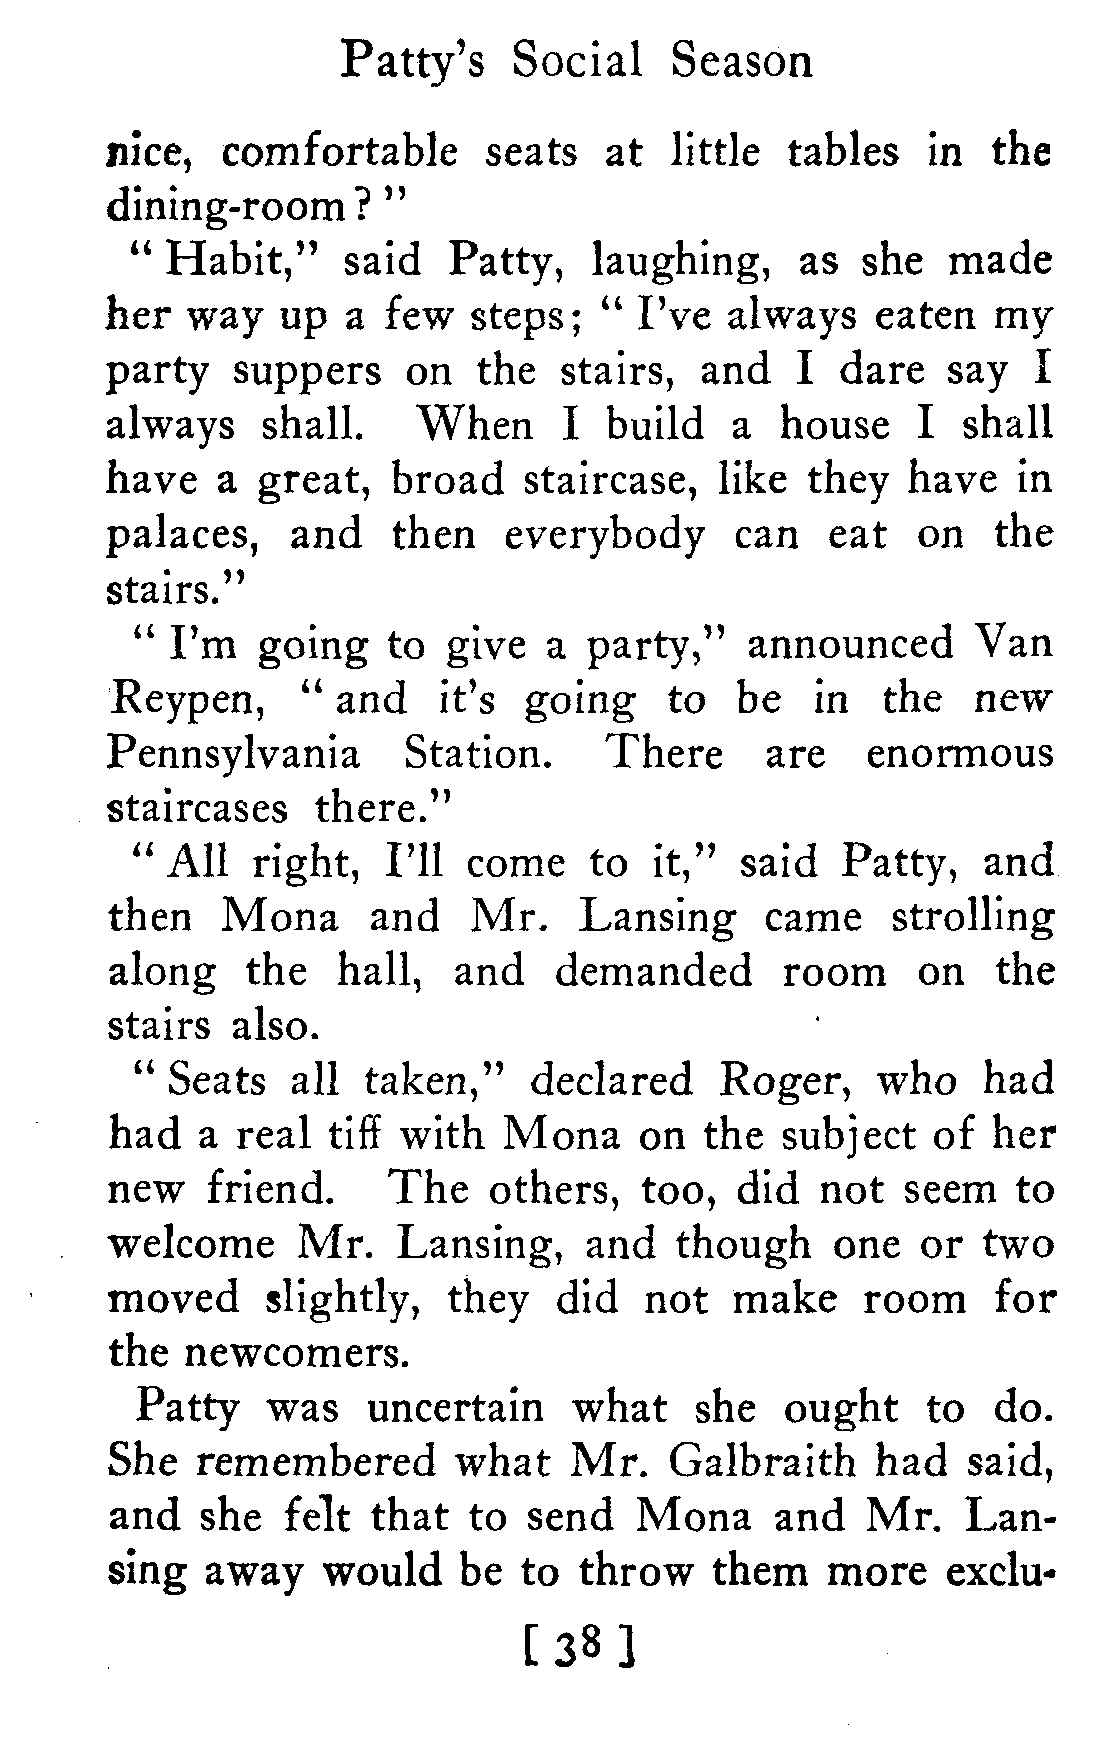 Patty's Social Season
nice, comfortable seats at little tables in the
dining-room?"
"Habit," said Patty, laughing, as she made
her way up a few steps; "I've always eaten my
party suppers on the stairs, and I dare say I
always shall. When I build a house I shall
have a great, broad staircase, like they have in
palaces, and then everybody can eat on the
stairs."
"I'm going to give a party," announced Van
Reypen, "and it's going to be in the new
Pennsylvania Station. There are enormous
staircases there."
"All right, I'll come to it," said Patty, and
then Mona and Mr. Lansing came strolling
along the hall, and demanded room on the
stairs also.
"Seats all taken," declared Roger, who had
had a real tiff with Mona on the subject of her
new friend. The others, too, did not seem to
welcome Mr. Lansing, and though one or two
moved slightly, they did not make room for
the newcomers.
Patty was uncertain what she ought to do.
She remembered what Mr. Galbraith had said,
and she felt that to send Mona and Mr. Lan-
sing away would be to throw them more exclu-
[ 38 ]